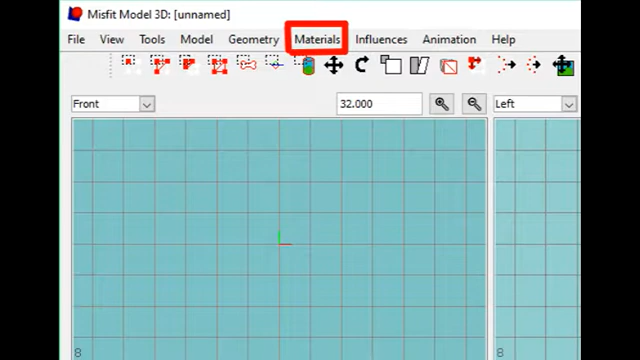 Misfit Model 3D: [unnamed]
File View Tools Model Geometry Materials Influences Animation Help
Front 32.000 Left
8 8